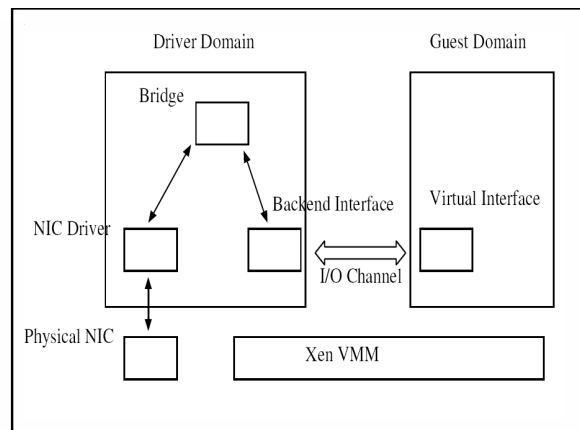 Driver Domain
Guest Domain
Bridge
Backend Interface
Virtual Interface
NIC Driver
I/O Channel
Physical NIC
Xen VMM